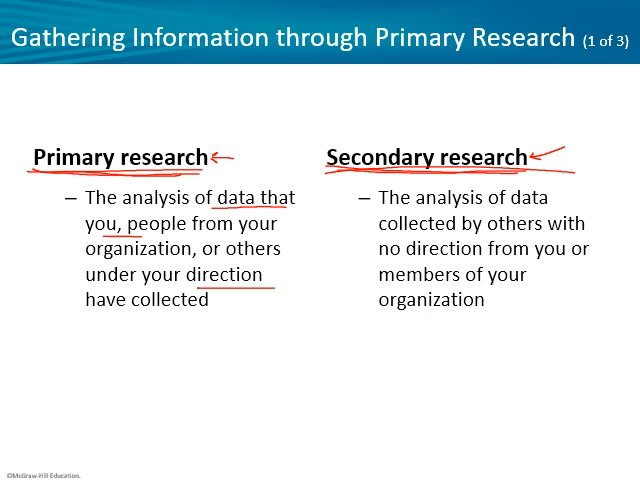 Gathering Information through Primary Research (1 of 3)
Primary research
– The analysis of data that
you, people from your
organization, or others
under your direction
have collected
Secondary research
– The analysis of data
collected by others with
no direction from you or
members of your
organization
©McGraw-Hill Education.